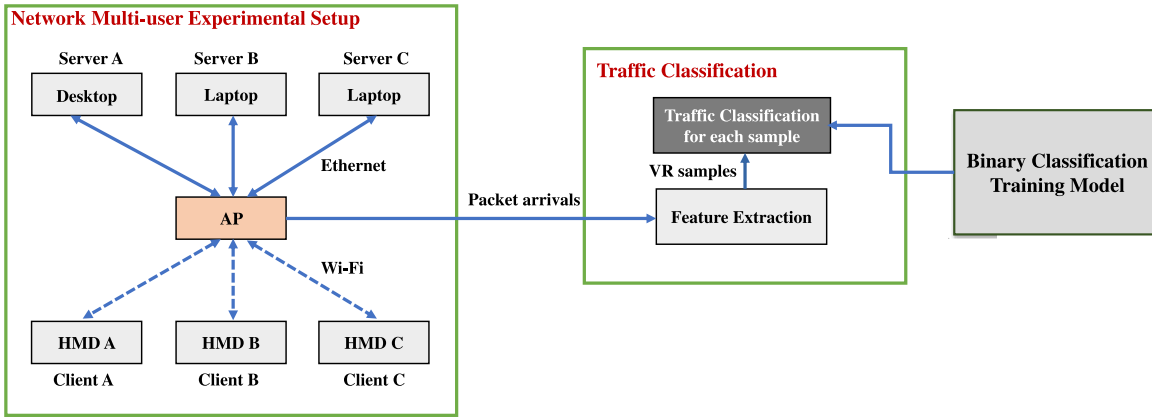 Network Multi-user Experimental Setup
Server A
Server B
Server C
Desktop
Laptop
Laptop
Ethernet
AP
Wi-Fi
HMD A
HMD B
HMD C
Client A
Client B
Client C
Packet arrivals
Traffic Classification
Traffic Classification
for each sample
VR samples
Feature Extraction
Binary Classification
Training Model